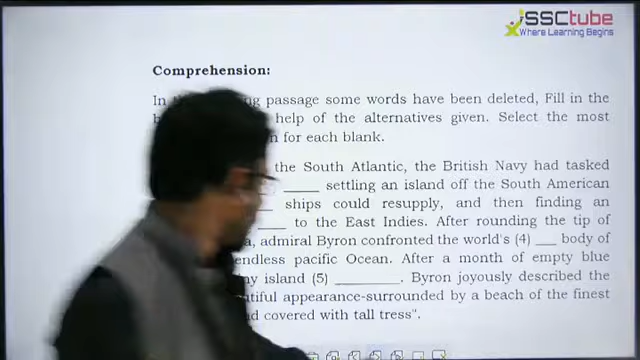 SSCtube
Where Learning Begins
Comprehension:
In passage some words have been deleted, Fill in the
help of the alternatives given. Select the most
for each blank.
the South Atlantic, the British Navy had tasked
____ settling an island off the South American
ships could resupply, and then finding an
___ to the East Indies. After rounding the tip of
admiral Byron confronted the world's (4) ___ body of
endless pacific Ocean. After a month of empty blue
island (5) ________. Byron joyously described the
appearance-surrounded by a beach of the finest
covered with tall tress".